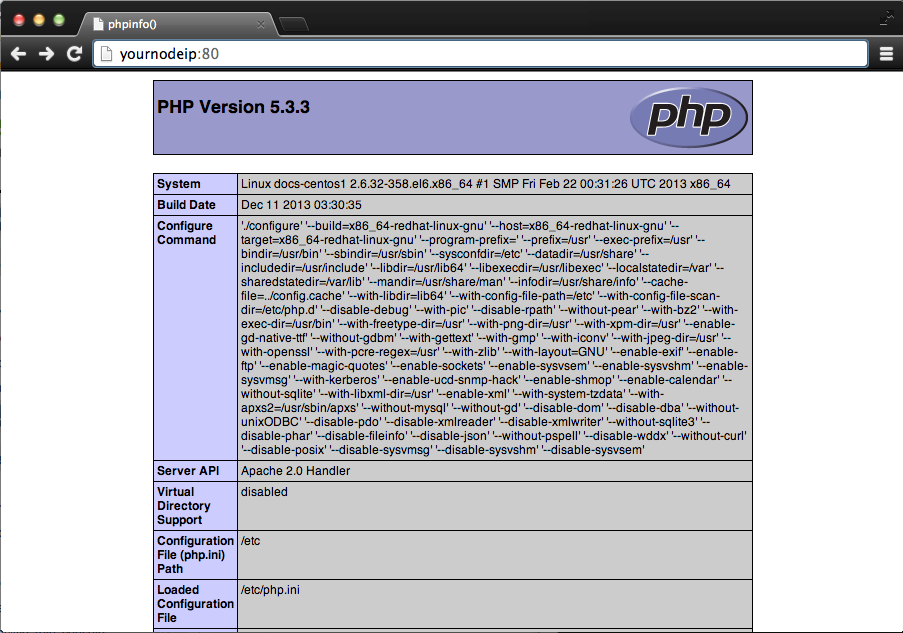 phpinfo()
yournodeip:80
PHP Version 5.3.3
php
System
Linux docs-centos1 2.6.32-358.el6.x86_64 #1 SMP Fri Feb 22 00:31:26 UTC 2013 x86_64
Build Date
Dec 11 2013 03:30:35
Configure
Command
'./configure' '--build=x86_64-redhat-linux-gnu' '--host=x86_64-redhat-linux-gnu' '--
target=x86_64-redhat-linux-gnu' '--program-prefix=' '--prefix=/usr' '--exec-prefix=/usr' '--
bindir=/usr/bin' '--sbindir=/usr/sbin' '--sysconfdir=/etc' '--datadir=/usr/share' '--
includedir=/usr/include' '--libdir=/usr/lib64' '--libexecdir=/usr/libexec' '--localstatedir=/var' '--
sharedstatedir=/var/lib' '--mandir=/usr/share/man' '--infodir=/usr/share/info' '--cache-
file=../config.cache' '--with-libdir=lib64' '--with-config-file-path=/etc' '--with-config-file-scan-
dir=/etc/php.d' '--disable-debug' '--with-pic' '--disable-rpath' '--without-pear' '--with-bz2' '--with-
exec-dir=/usr/bin' '--with-freetype-dir=/usr' '--with-png-dir=/usr' '--with-xpm-dir=/usr' '--enable-
gd-native-ttf' '--without-gdbm' '--with-gettext' '--with-gmp' '--with-iconv' '--with-jpeg-dir=/usr' '--
with-openssl' '--with-pcre-regex=/usr' '--with-zlib' '--with-layout=GNU' '--enable-exif' '--enable-
ftp' '--enable-magic-quotes' '--enable-sockets' '--enable-sysvsem' '--enable-sysvshm' '--enable-
sysvmsg' '--with-kerberos' '--enable-ucd-snmp-hack' '--enable-shmop' '--enable-calendar' '--
without-sqlite' '--with-libxml-dir=/usr' '--enable-xml' '--with-system-tzdata' '--with-
apxs2=/usr/sbin/apxs' '--without-mysql' '--without-gd' '--disable-dom' '--disable-dba' '--without-
unixODBC' '--disable-pdo' '--disable-xmlreader' '--disable-xmlwriter' '--without-sqlite3' '--
disable-phar' '--disable-fileinfo' '--disable-json' '--without-pspell' '--disable-wddx' '--without-curl'
'--disable-posix' '--disable-sysvmsg' '--disable-sysvshm' '--disable-sysvsem'
Server API
Apache 2.0 Handler
Virtual
Directory
Support
disabled
Configuration
File (php.ini)
Path
/etc
Loaded
Configuration
File
/etc/php.ini